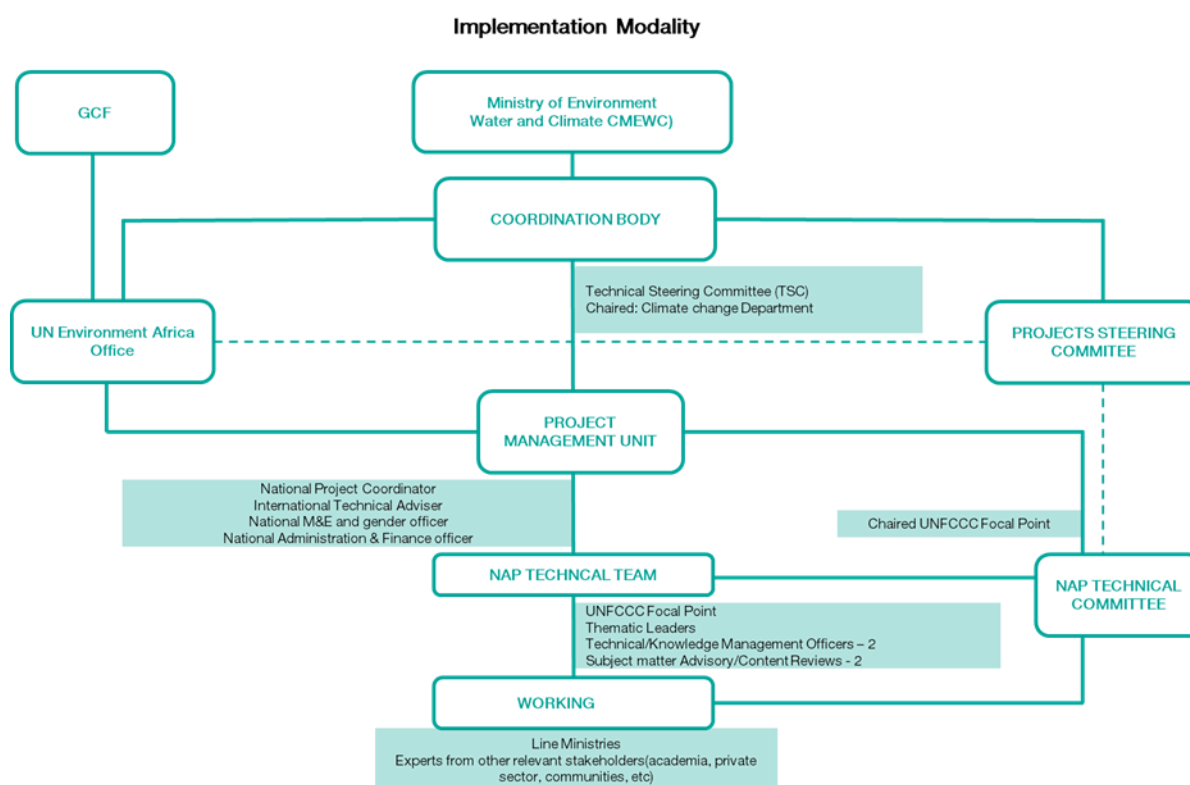 Implementation Modality
GCF
Ministry of Environment
Water and Climate CMEWC)
COORDINATION BODY
Technical Steering Committee (TSC)
Chaired: Climate change Department
UN Environment Africa
Office
PROJECTS STEERING
COMMITEE
PROJECT
MANAGEMENT UNIT
National Project Coordinator
International Technical Adviser
National M&E and gender officer
National Administration & Finance officer
Chaired UNFCCC Focal Point
NAP TECHNCAL TEAM
NAP TECHNICAL
COMMITTEE
UNFCCC Focal Point
Thematic Leaders
Technical/Knowledge Management Officers – 2
Subject matter Advisory/Content Reviews - 2
WORKING
Line Ministries
Experts from other relevant stakeholders(academia, private
sector, communities, etc)